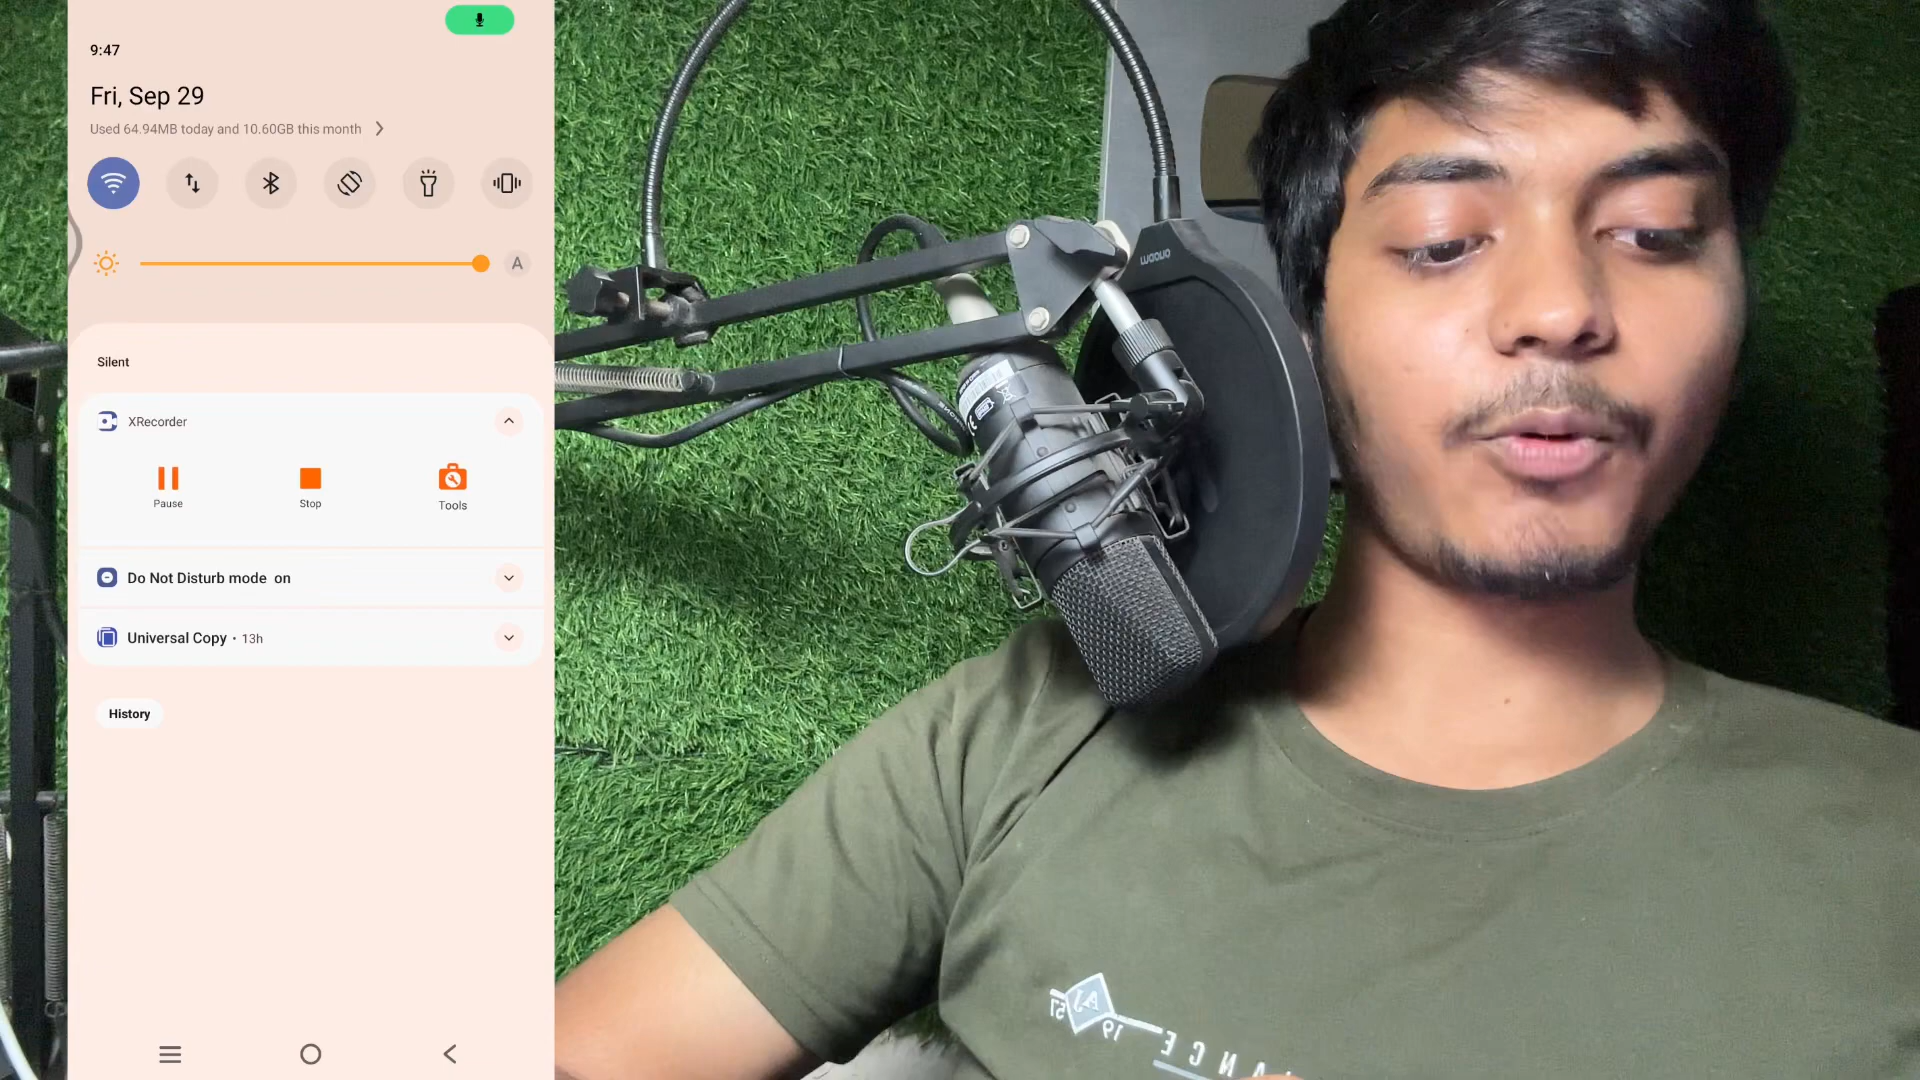 9:47
Fri, Sep 29
Used 64.94MB today and 10.60GB this month
A
Silent
XRecorder
Pause
Stop
Tools
Do Not Disturb mode on
Universal Copy • 13h
History